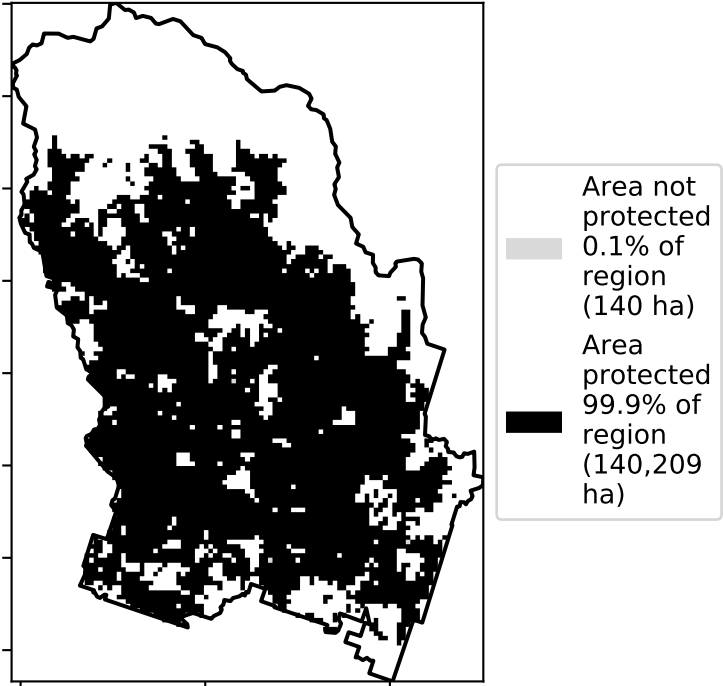 Area not
protected
0.1% of
region
(140 ha)
Area
protected
99.9% of
region
(140,209
ha)